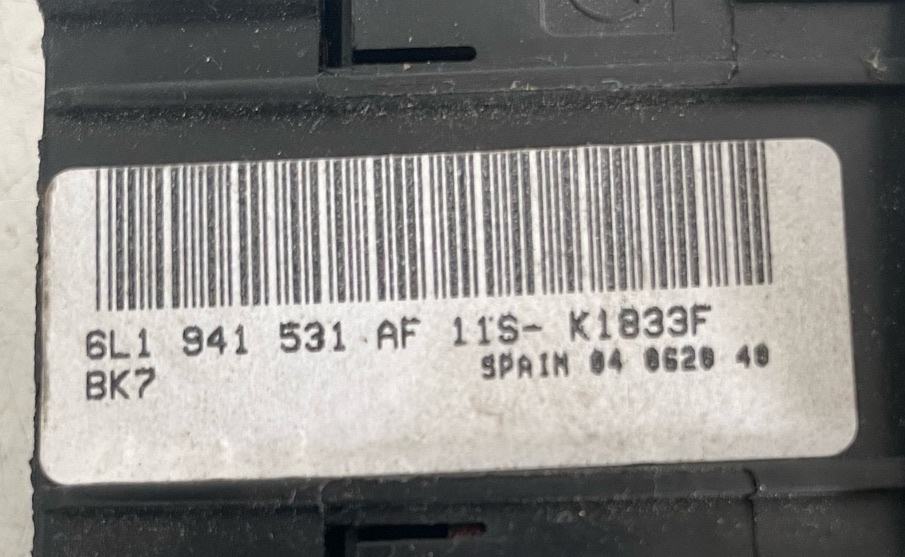 6L1 941 531 AF 11S- K1833F
SPAIN 04 0620 40
BK7